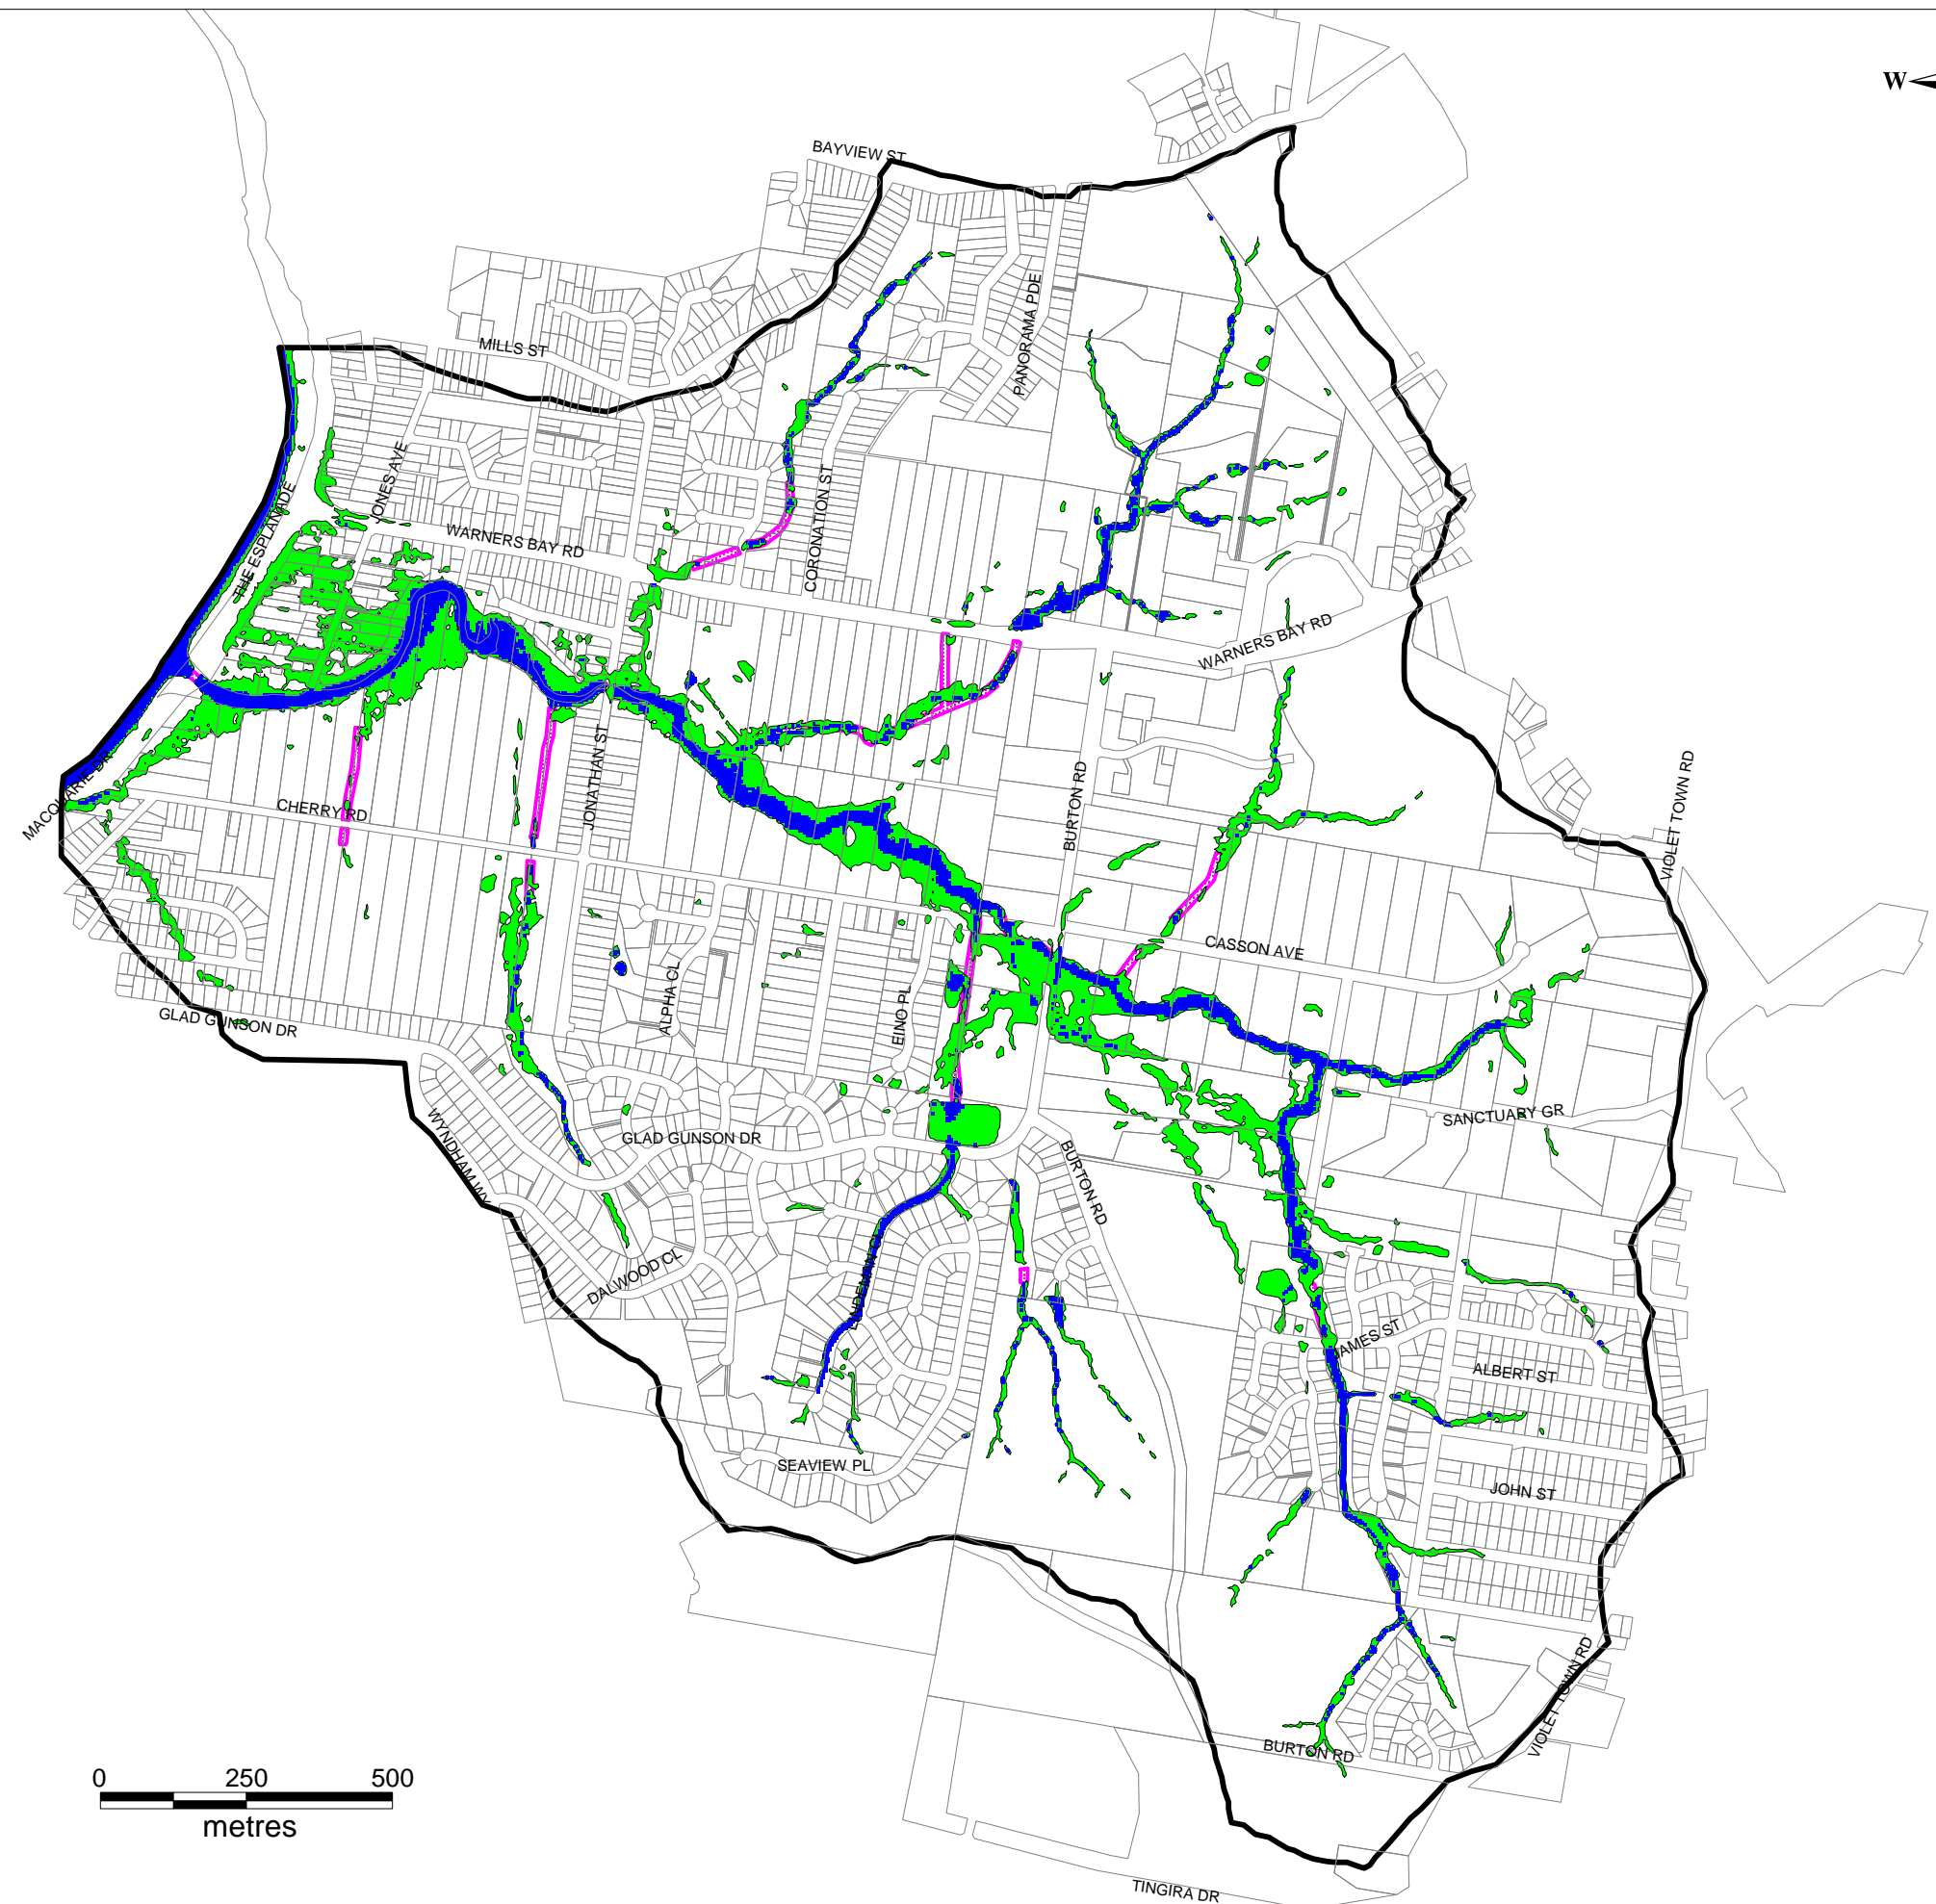 W
BAYVIEW ST
PANORAMA PDE
MILLS ST
JONES AVE
THE ESPLANADE
WARNERS BAY RD
CORONATION ST
WARNERS BAY RD
MACQUARIE DR
CHERRY RD
JONATHAN ST
BURTON RD
VIOLET TOWN RD
CASSON AVE
ALPHA CL
EINO PL
GLAD GUNSON DR
GLAD GUNSON DR
WYNDHAM WY
SANCTUARY GR
BURTON RD
DALWOOD CL
LINDEMAN CL
JAMES ST
ALBERT ST
SEAVIEW PL
JOHN ST
VIOLET TOWN RD
BURTON RD
0 250 500
metres
TINGIRA DR